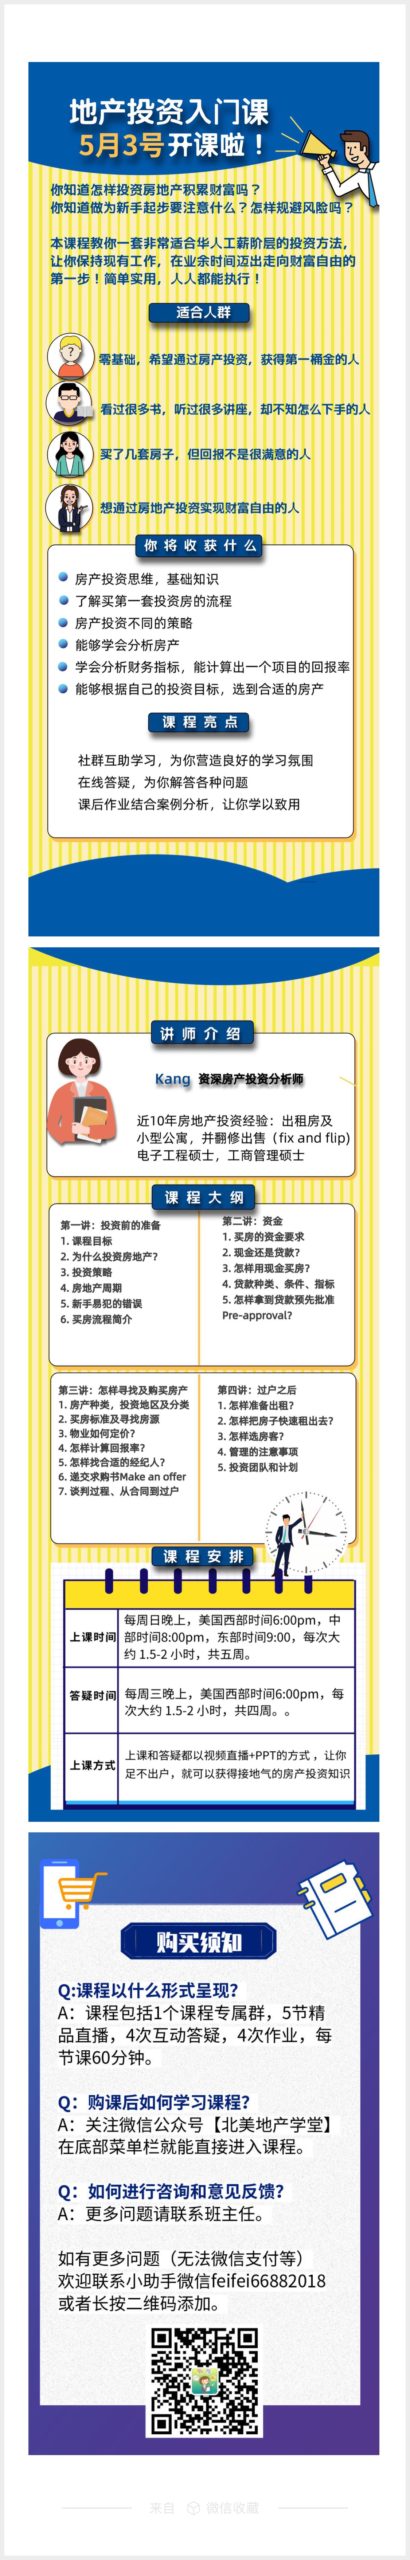 地产投资入门课
5月3号开课啦！
你知道怎样投资房地产积累财富吗？
你知道做为新手起步要注意什么？怎样规避风险吗？
本课程教你一套非常适合华人工薪阶层的投资方法，
让你保持现有工作，在业余时间迈出走向财富自由的
第一步！简单实用，人人都能执行！
适合人群
零基础，希望通过房产投资，获得第一桶金的人
看过很多书，听过很多讲座，却不知怎么下手的人
买了几套房子，但回报不是很满意的人
想通过房地产投资实现财富自由的人
你将收获什么
房产投资思维，基础知识
了解买第一套投资房的流程
房产投资不同的策略
能够学会分析房产
学会分析财务指标，能计算出一个项目的回报率
能够根据自己的投资目标，选到合适的房产
课程亮点
社群互助学习，为你营造良好的学习氛围
在线答疑，为你解答各种问题
课后作业结合案例分析，让你学以致用
讲师介绍
Kang 资深房产投资分析师
近10年房地产投资经验：出租房及
小型公寓，并翻修出售（fix and flip)
电子工程硕士，工商管理硕士
课程大纲
第一讲：投资前的准备
1. 课程目标
2. 为什么投资房地产？
3. 投资策略
4. 房地产周期
5. 新手易犯的错误
6. 买房流程简介
第二讲：资金
1. 买房的资金要求
2. 现金还是贷款？
3. 怎样用现金买房？
4. 贷款种类、条件、指标
5. 怎样拿到贷款预先批准
Pre-approval？
第三讲：怎样寻找及购买房产
1. 房产种类，投资地区及分类
2. 买房标准及寻找房源
3. 物业如何定价？
4. 怎样计算回报率？
5. 怎样找合适的经纪人？
6. 递交求购书Make an offer
7. 谈判过程、从合同到过户
第四讲：过户之后
1. 怎样准备出租？
2. 怎样把房子快速租出去？
3. 怎样选房客？
4. 管理的注意事项
5. 投资团队和计划
课程安排
上课时间
每周日晚上，美国西部时间6:00pm，中
部时间8:00pm，东部时间9:00，每次大
约 1.5-2 小时，共五周。
答疑时间
每周三晚上，美国西部时间6:00pm，每
次大约 1.5-2 小时，共四周。。
上课方式
上课和答疑都以视频直播+PPT的方式，让你
足不出户，就可以获得接地气的房产投资知识
购买须知
Q:课程以什么形式呈现？
A：课程包括1个课程专属群，5节精
品直播，4次互动答疑，4次作业，每
节课60分钟。
Q：购课后如何学习课程？
A：关注微信公众号【北美地产学堂】
在底部菜单栏就能直接进入课程。
Q：如何进行咨询和意见反馈？
A：更多问题请联系班主任。
如有更多问题（无法微信支付等）
欢迎联系小助手微信feifei66882018
或者长按二维码添加。
来自 微信收藏